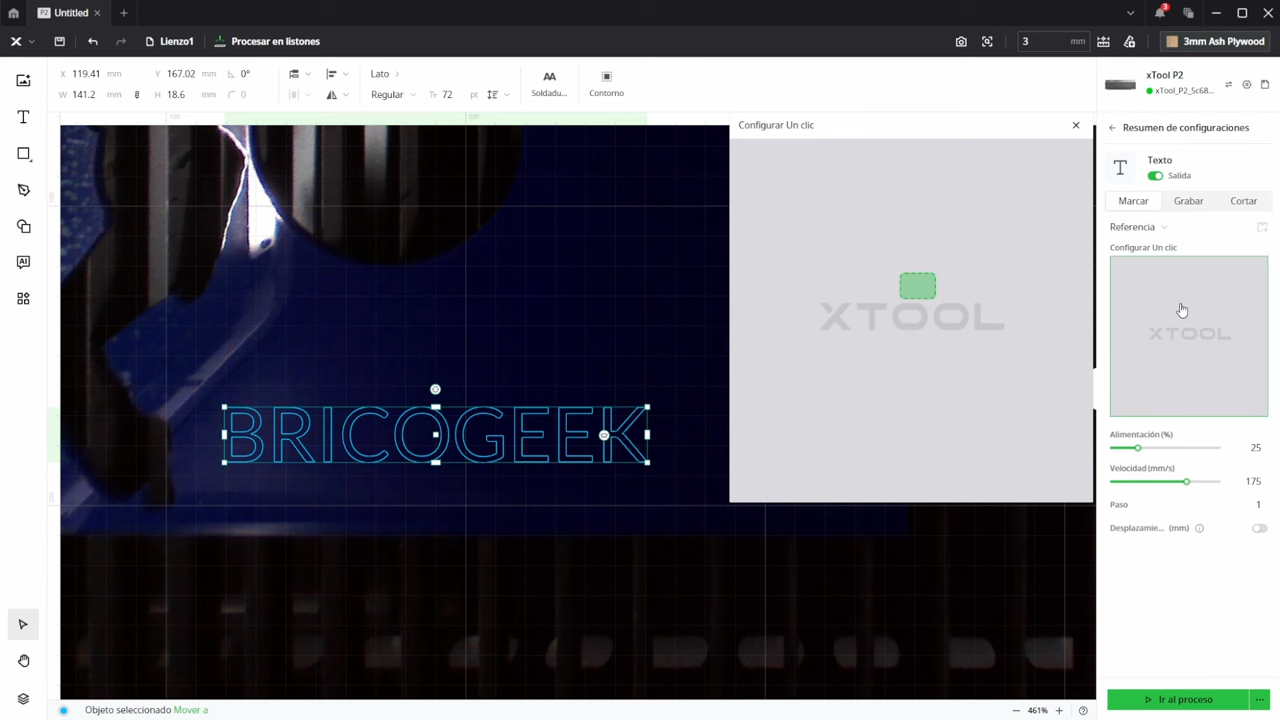 P2 Untitled
3
Lienzo1
Procesar en listones
3 mm
3mm Ash Plywood
X 119.41 mm Y 167.02 mm 0°
W 141.2 mm H 18.6 mm 0
Lato
Regular
72 pt
Soldadu...
Contorno
xTool P2
xTool_P2_5c68...
Configurar Un clic
XTOOL
BRICOGEEK
Resumen de configuraciones
Texto
Salida
Marcar Grabar Cortar
Referencia
Configurar Un clic
XTOOL
Alimentación (%)
25
Velocidad (mm/s)
175
Paso 1
Desplazamie... (mm)
Objeto seleccionado Mover a
461%
Ir al proceso